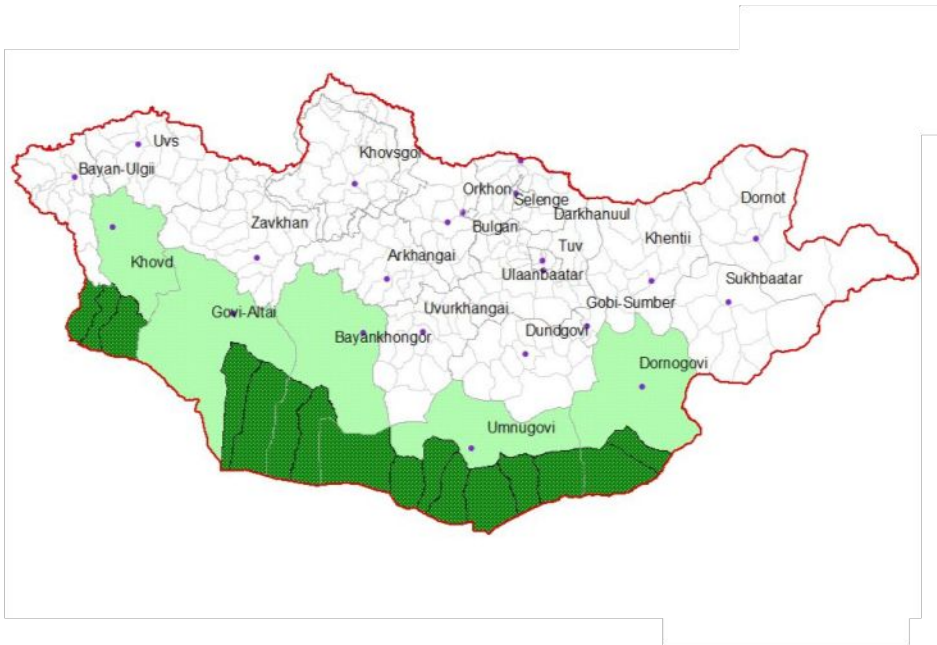 Uvs
Khovsgol
Bayan-Ulgii
Orkhon
Selenge
Dornot
Darkhanuul
Zavkhan
Bulgan
Khentii
Tuv
Arkhangai
Khovd
Ulaanbaatar
Sukhbaatar
Uvurkhangai
Gobi-Sumber
Govi-Altai
Dundgovi
Bayankhongor
Dornogovi
Umnugovi